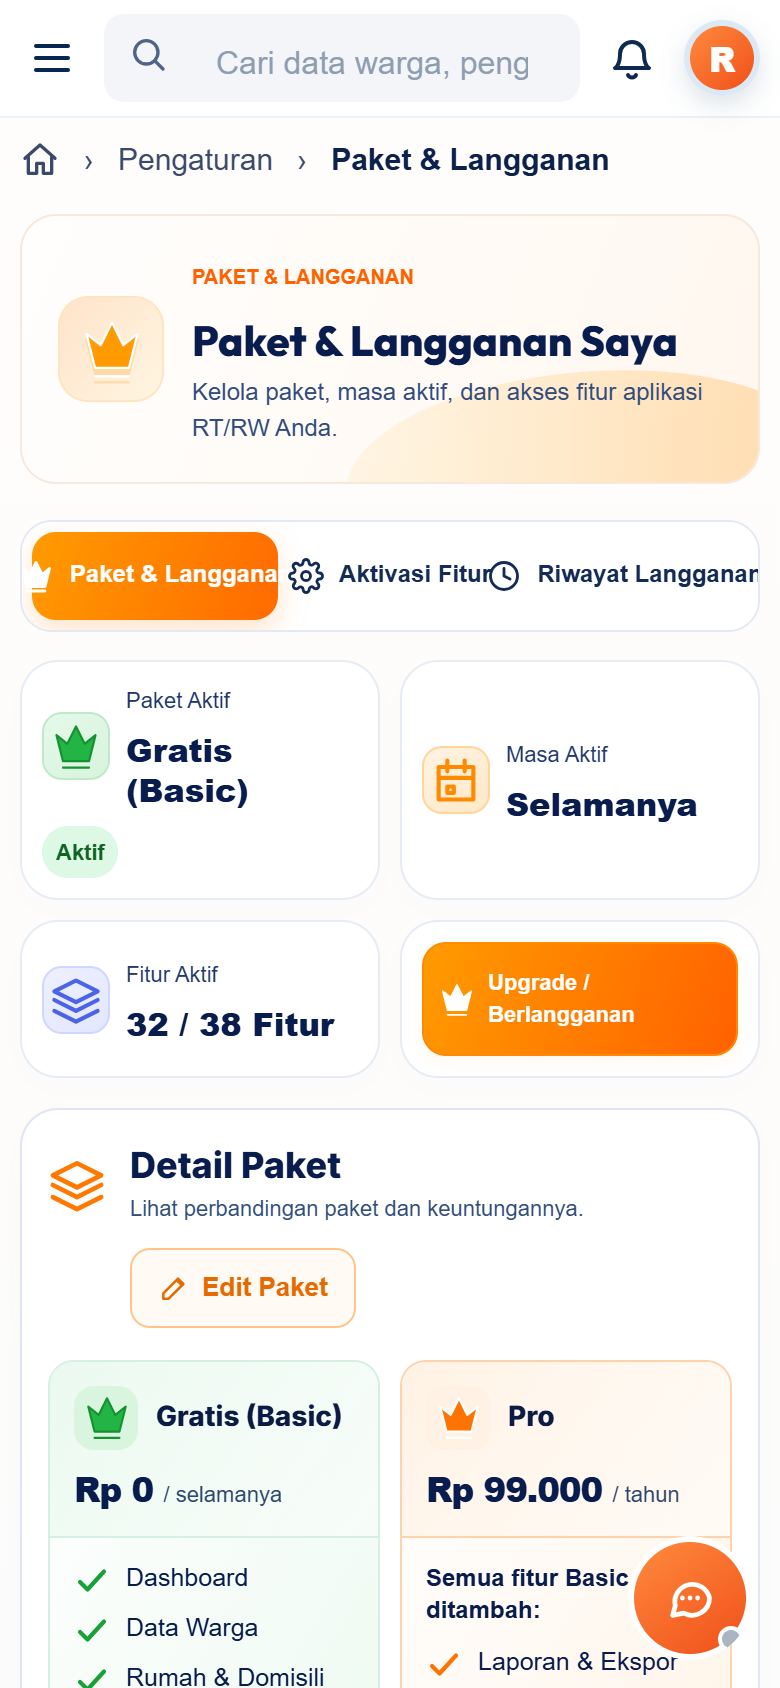 Cari data warga, peng
R
› Pengaturan › Paket & Langganan
PAKET & LANGGANAN
Paket & Langganan Saya
Kelola paket, masa aktif, dan akses fitur aplikasi
RT/RW Anda.
Paket & Langgana
Aktivasi Fitur
Riwayat Langganan
Paket Aktif
Gratis
(Basic)
Aktif
Masa Aktif
Selamanya
Fitur Aktif
32 / 38 Fitur
Upgrade /
Berlangganan
Detail Paket
Lihat perbandingan paket dan keuntungannya.
Edit Paket
Gratis (Basic)
Rp 0 / selamanya
Dashboard
Data Warga
Rumah & Domisili
Pro
Rp 99.000 / tahun
Semua fitur Basic
ditambah:
Laporan & Ekspor